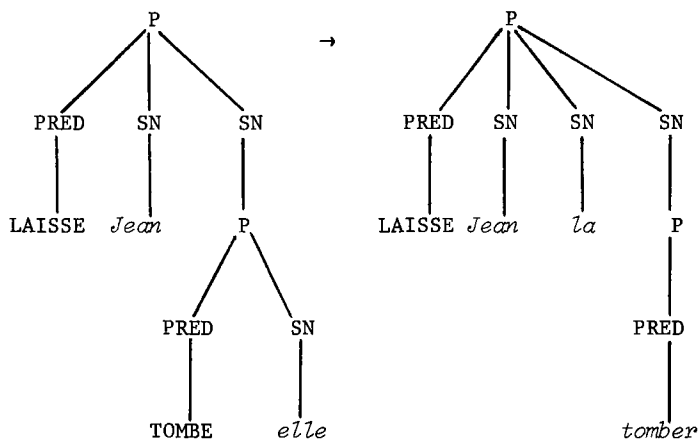 P → P
PRED SN SN PRED SN SN SN
LAISSE Jean P LAISSE Jean la P
PRED SN PRED
TOMBE elle tomber